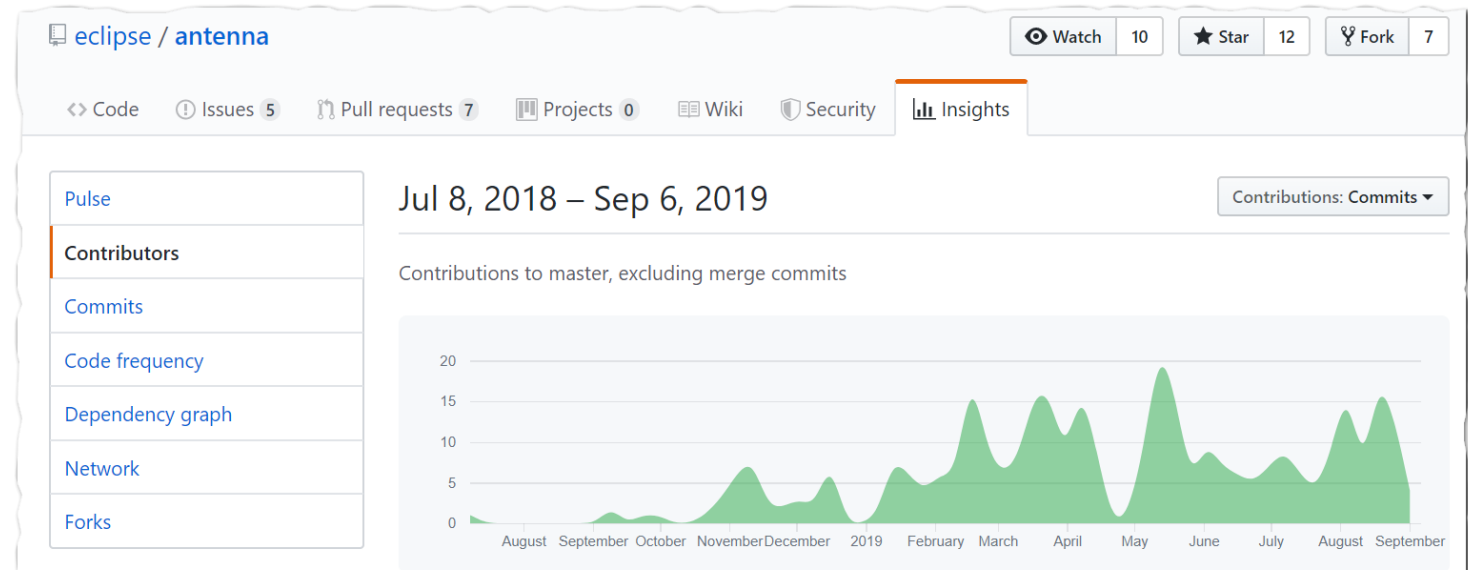 eclipse / antenna
Watch 10 Star 12 Fork 7
Code Issues 5 Pull requests 7 Projects 0 Wiki Security Insights
Pulse
Contributors
Commits
Code frequency
Dependency graph
Network
Forks
Jul 8, 2018 – Sep 6, 2019
Contributions: Commits
Contributions to master, excluding merge commits
20
15
10
5
0
August September October November December 2019 February March April May June July August September